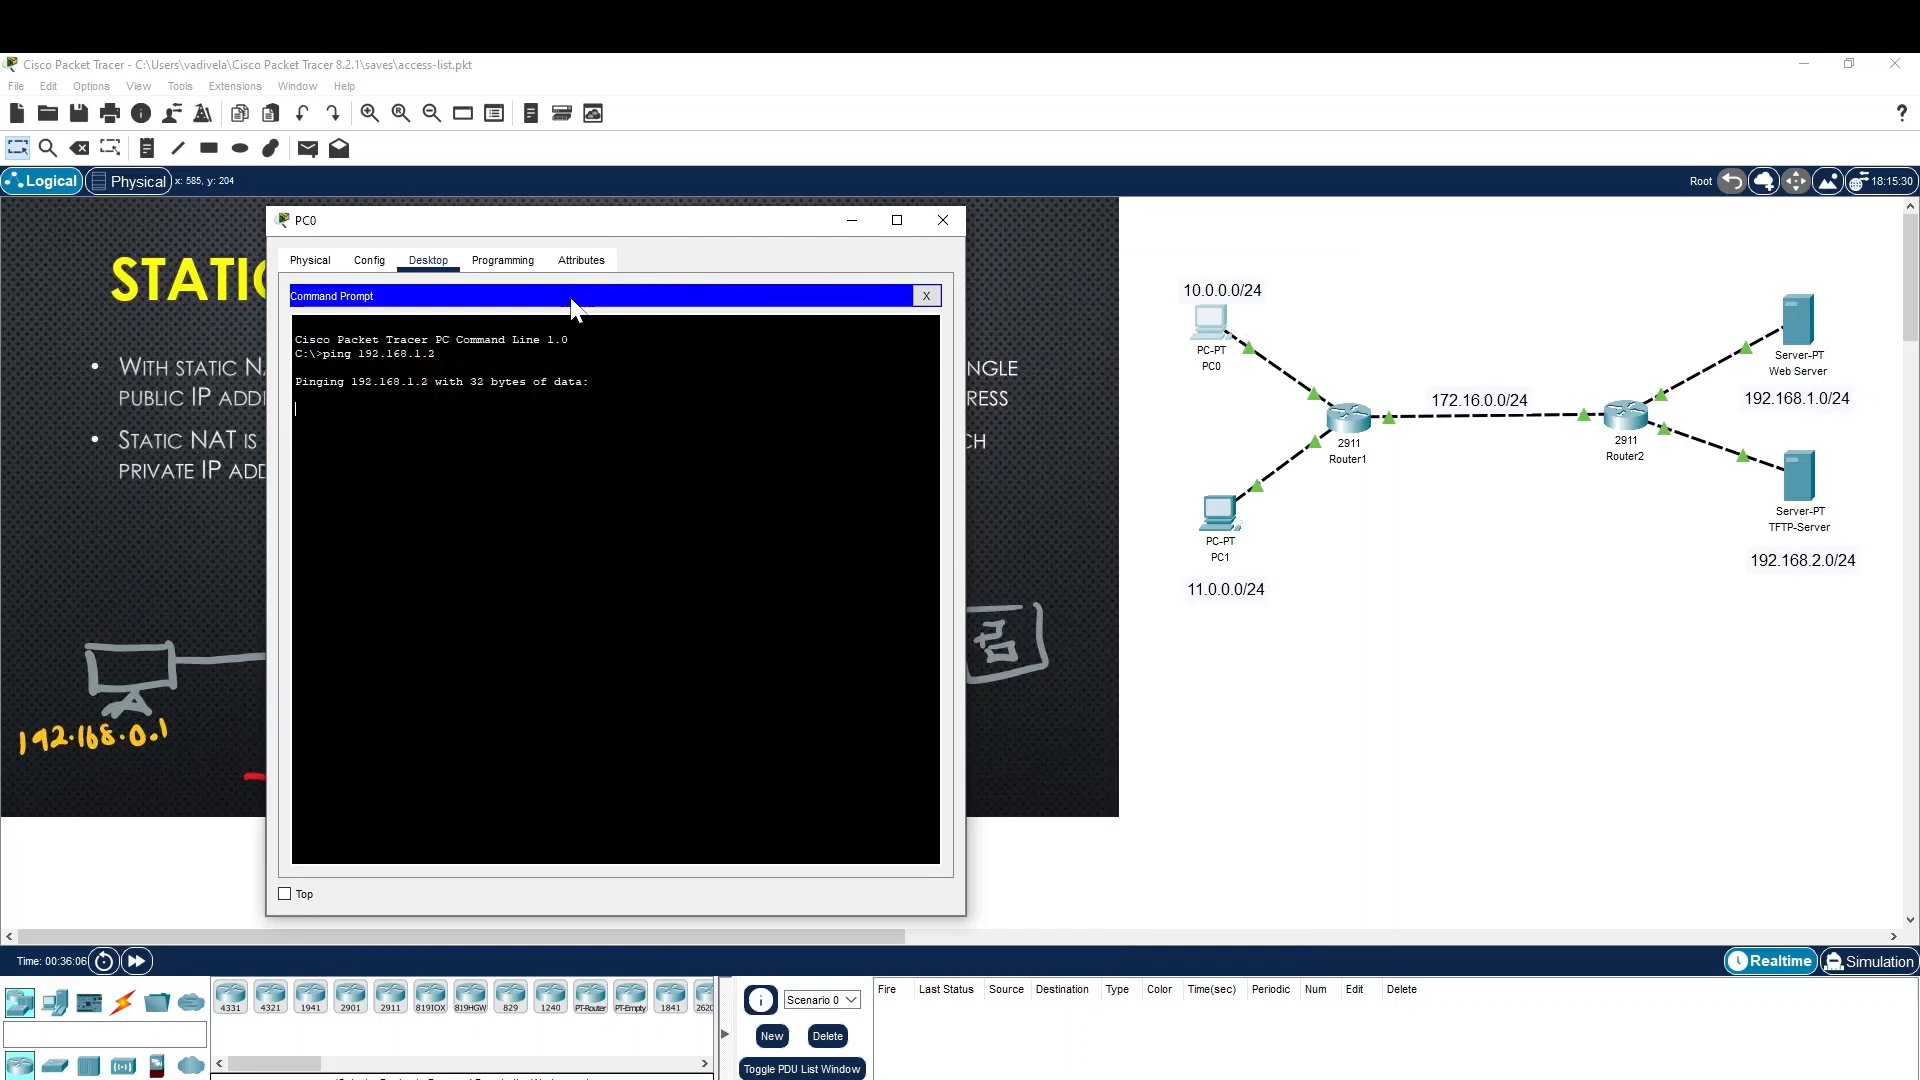 Cisco Packet Tracer - C:\Users\vadivela\Cisco Packet Tracer 8.2.1\saves\access-list.pkt
File Edit Options View Tools Extensions Window Help
?
Logical Physical x: 585, y: 204 Root 18:15:30
PC0
Physical Config Desktop Programming Attributes
Command Prompt X
Cisco Packet Tracer PC Command Line 1.0
C:\>ping 192.168.1.2
Pinging 192.168.1.2 with 32 bytes of data:
Top
STATIC
• WITH STATIC NA
PUBLIC IP ADD
• STATIC NAT IS
PRIVATE IP ADD
NGLE
RESS
CH
192.168.0.1
10.0.0.0/24
PC-PT
PC0
2911
Router1
172.16.0.0/24
2911
Router2
Server-PT
Web Server
192.168.1.0/24
Server-PT
TFTP-Server
192.168.2.0/24
PC-PT
PC1
11.0.0.0/24
Time: 00:36:06 Realtime Simulation
4331 4321 1941 2901 2911 819IOX 819HGW 829 1240 PT-Router PT-Empty 1841 2620
Scenario 0
New Delete
Toggle PDU List Window
Fire Last Status Source Destination Type Color Time(sec) Periodic Num Edit Delete